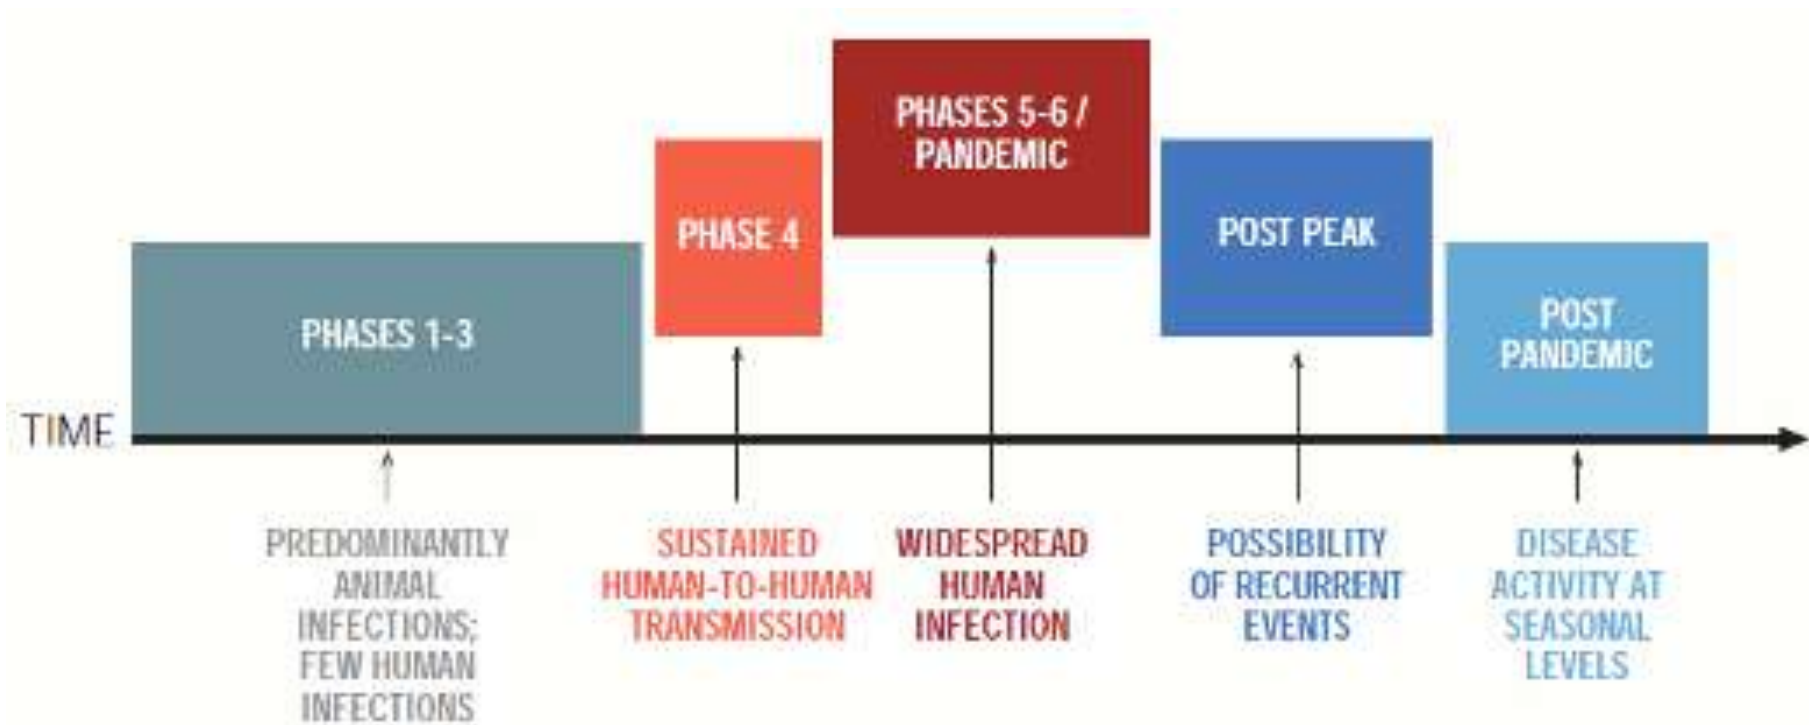 PHASES 5-6 /
PANDEMIC
PHASE 4
POST PEAK
PHASES 1-3
POST
PANDEMIC
TIME
PREDOMINANTLY
ANIMAL
INFECTIONS;
FEW HUMAN
INFECTIONS
SUSTAINED
HUMAN-TO-HUMAN
TRANSMISSION
WIDESPREAD
HUMAN
INFECTION
POSSIBILITY
OF RECURRENT
EVENTS
DISEASE
ACTIVITY AT
SEASONAL
LEVELS